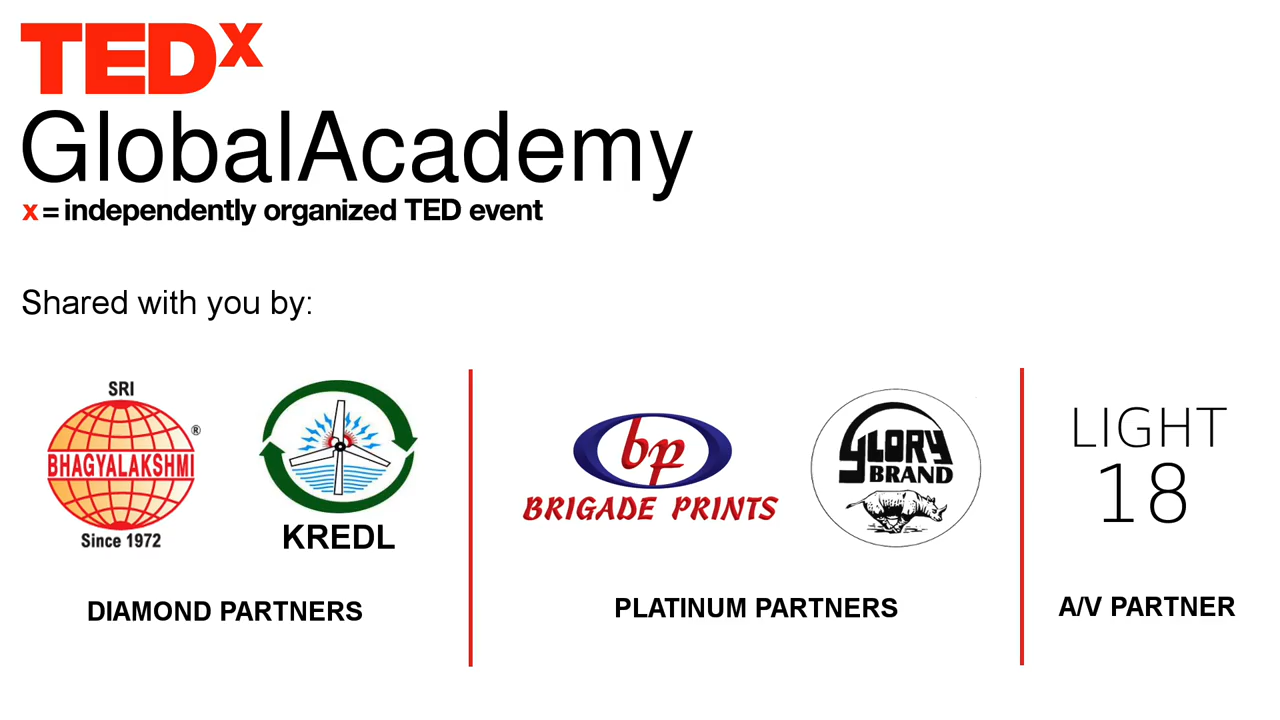 TEDx
GlobalAcademy
x = independently organized TED event
Shared with you by:
SRI
BHAGYALAKSHMI
®
Since 1972
KREDL
DIAMOND PARTNERS
bp
BRIGADE PRINTS
GLORY
BRAND
PLATINUM PARTNERS
LIGHT
18
A/V PARTNER